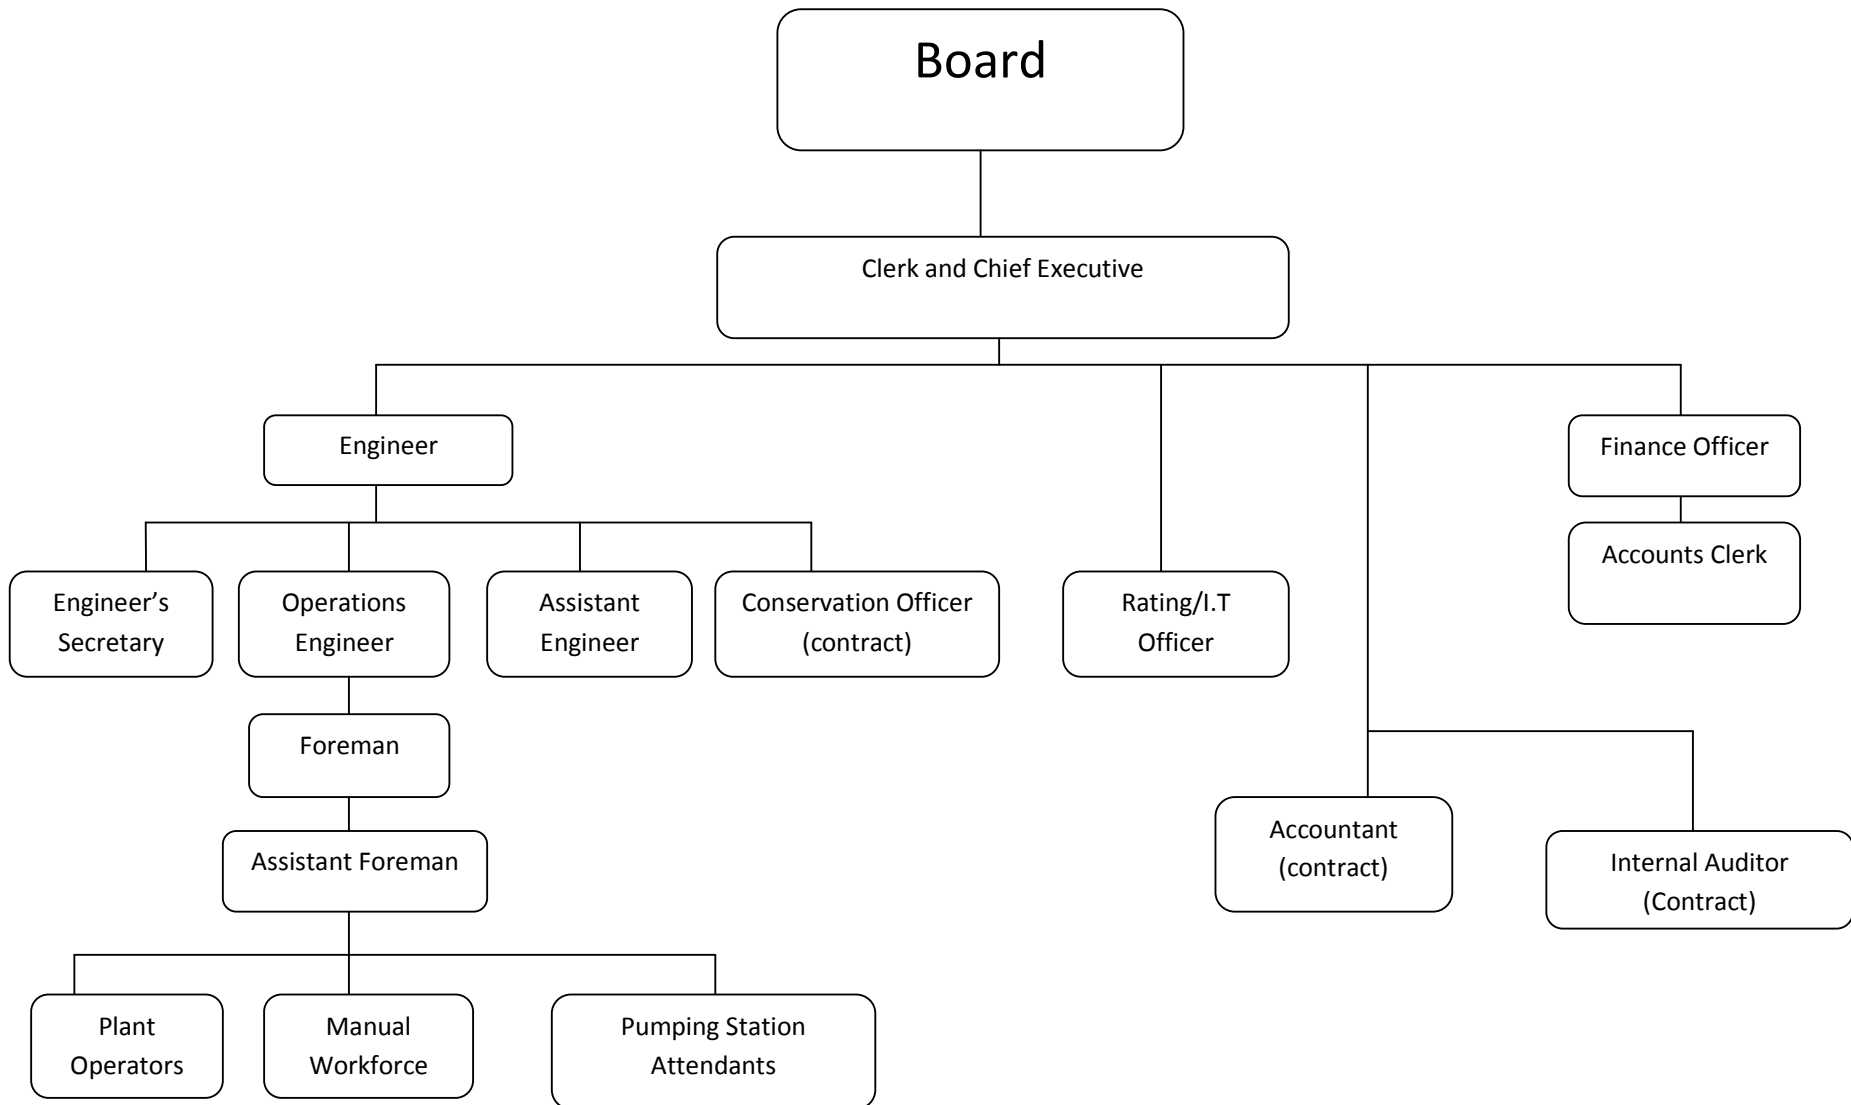 Board
Clerk and Chief Executive
Engineer
Finance Officer
Accounts Clerk
Engineer’s
Secretary
Operations
Engineer
Assistant
Engineer
Conservation Officer
(contract)
Rating/I.T
Officer
Foreman
Accountant
(contract)
Assistant Foreman
Internal Auditor
(Contract)
Plant
Operators
Manual
Workforce
Pumping Station
Attendants